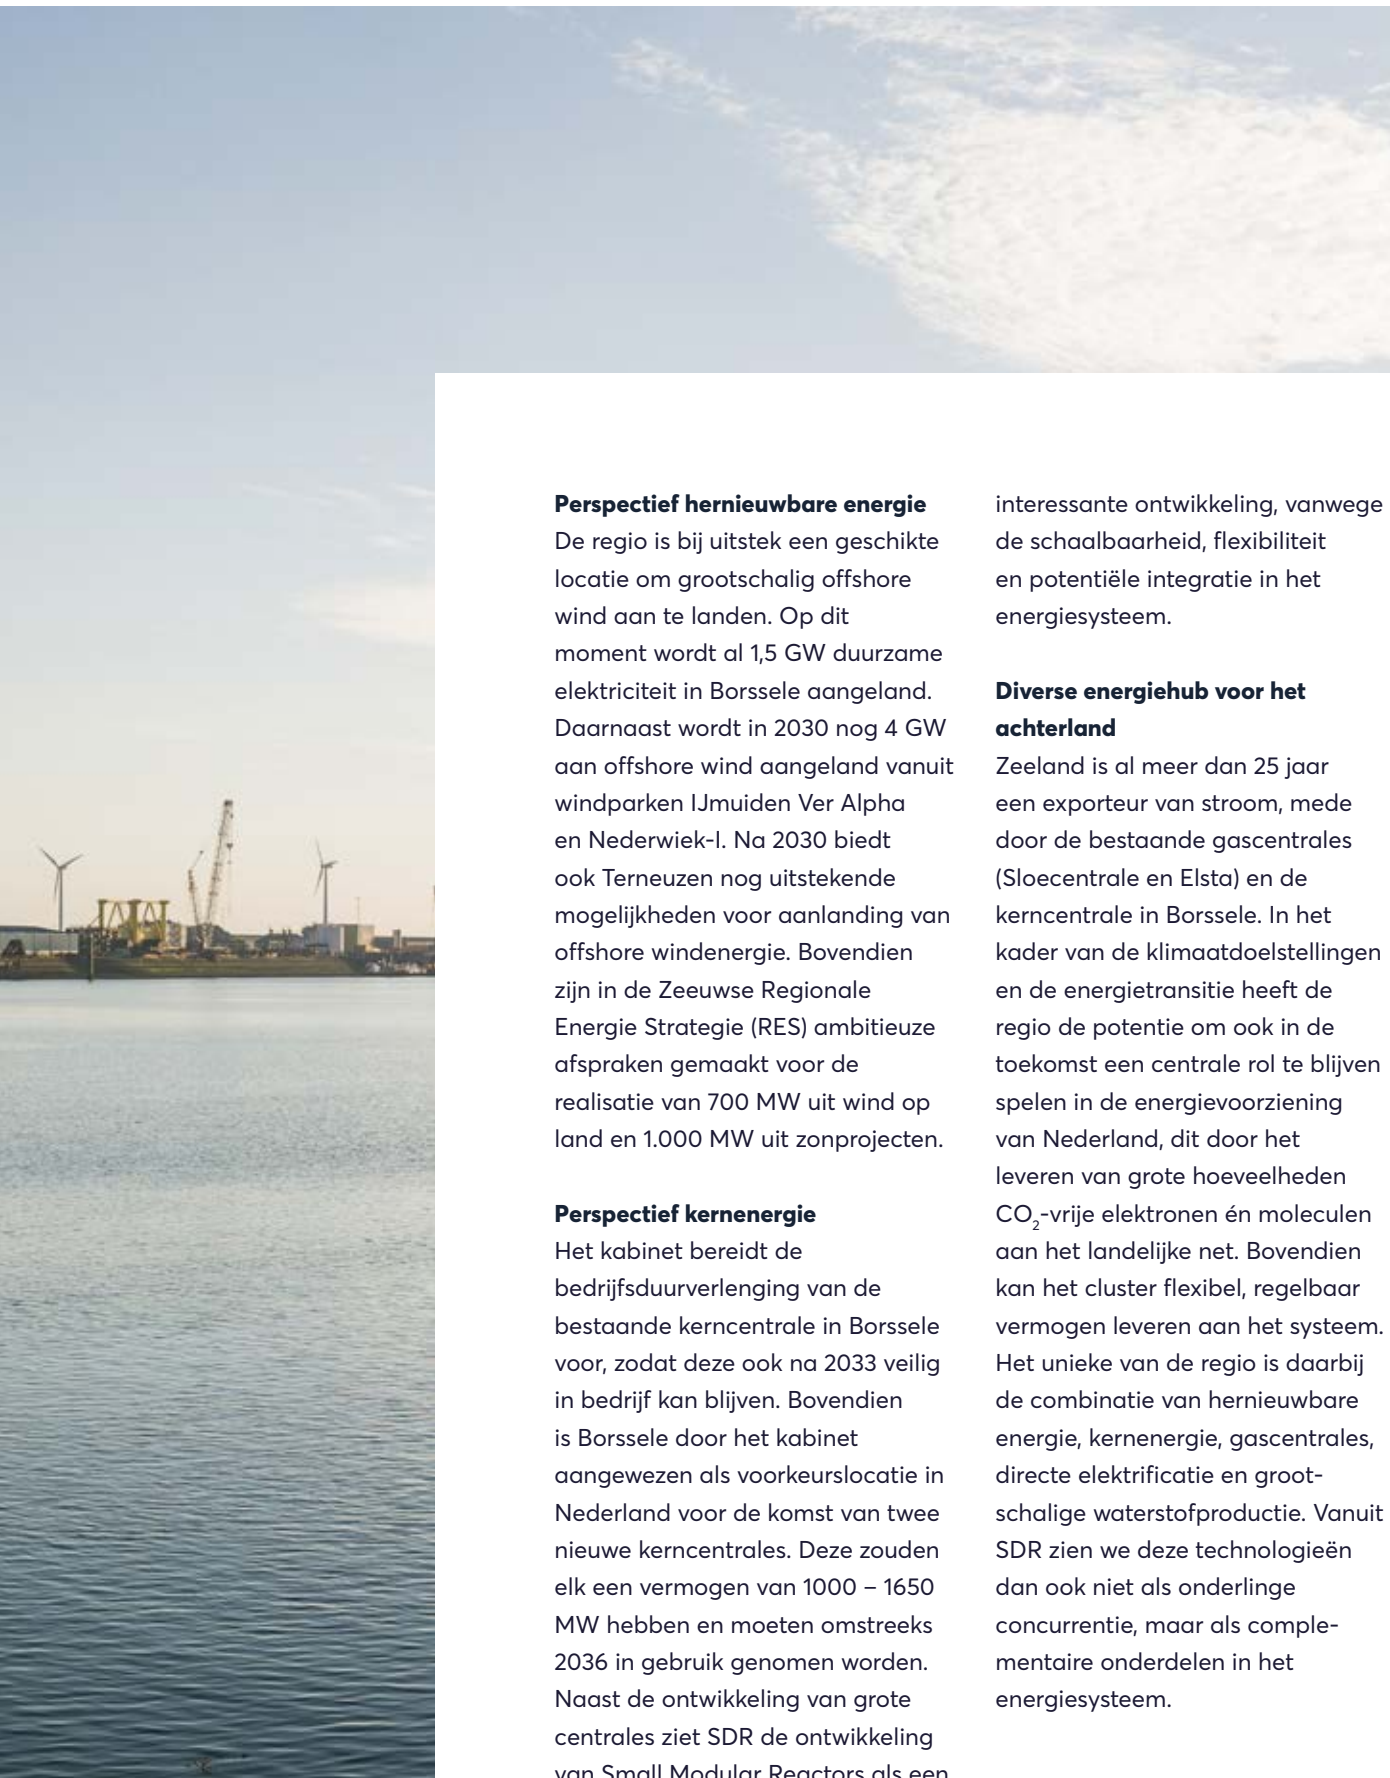 Perspectief hernieuwbare energie
De regio is bij uitstek een geschikte
locatie om grootschalig offshore
wind aan te landen. Op dit
moment wordt al 1,5 GW duurzame
elektriciteit in Borssele aangeland.
Daarnaast wordt in 2030 nog 4 GW
aan offshore wind aangeland vanuit
windparken IJmuiden Ver Alpha
en Nederwiek-I. Na 2030 biedt
ook Terneuzen nog uitstekende
mogelijkheden voor aanlanding van
offshore windenergie. Bovendien
zijn in de Zeeuwse Regionale
Energie Strategie (RES) ambitieuze
afspraken gemaakt voor de
realisatie van 700 MW uit wind op
land en 1.000 MW uit zonprojecten.
Perspectief kernenergie
Het kabinet bereidt de
bedrijfsduurverlenging van de
bestaande kerncentrale in Borssele
voor, zodat deze ook na 2033 veilig
in bedrijf kan blijven. Bovendien
is Borssele door het kabinet
aangewezen als voorkeurslocatie in
Nederland voor de komst van twee
nieuwe kerncentrales. Deze zouden
elk een vermogen van 1000 – 1650
MW hebben en moeten omstreeks
2036 in gebruik genomen worden.
Naast de ontwikkeling van grote
centrales ziet SDR de ontwikkeling
van Small Modular Reactors als een
interessante ontwikkeling, vanwege
de schaalbaarheid, flexibiliteit
en potentiële integratie in het
energiesysteem.
Diverse energiehub voor het
achterland
Zeeland is al meer dan 25 jaar
een exporteur van stroom, mede
door de bestaande gascentrales
(Sloecentrale en Elsta) en de
kerncentrale in Borssele. In het
kader van de klimaatdoelstellingen
en de energietransitie heeft de
regio de potentie om ook in de
toekomst een centrale rol te blijven
spelen in de energievoorziening
van Nederland, dit door het
leveren van grote hoeveelheden
CO₂-vrije elektronen én moleculen
aan het landelijke net. Bovendien
kan het cluster flexibel, regelbaar
vermogen leveren aan het systeem.
Het unieke van de regio is daarbij
de combinatie van hernieuwbare
energie, kernenergie, gascentrales,
directe elektrificatie en groot-
schalige waterstofproductie. Vanuit
SDR zien we deze technologieën
dan ook niet als onderlinge
concurrentie, maar als comple-
mentaire onderdelen in het
energiesysteem.